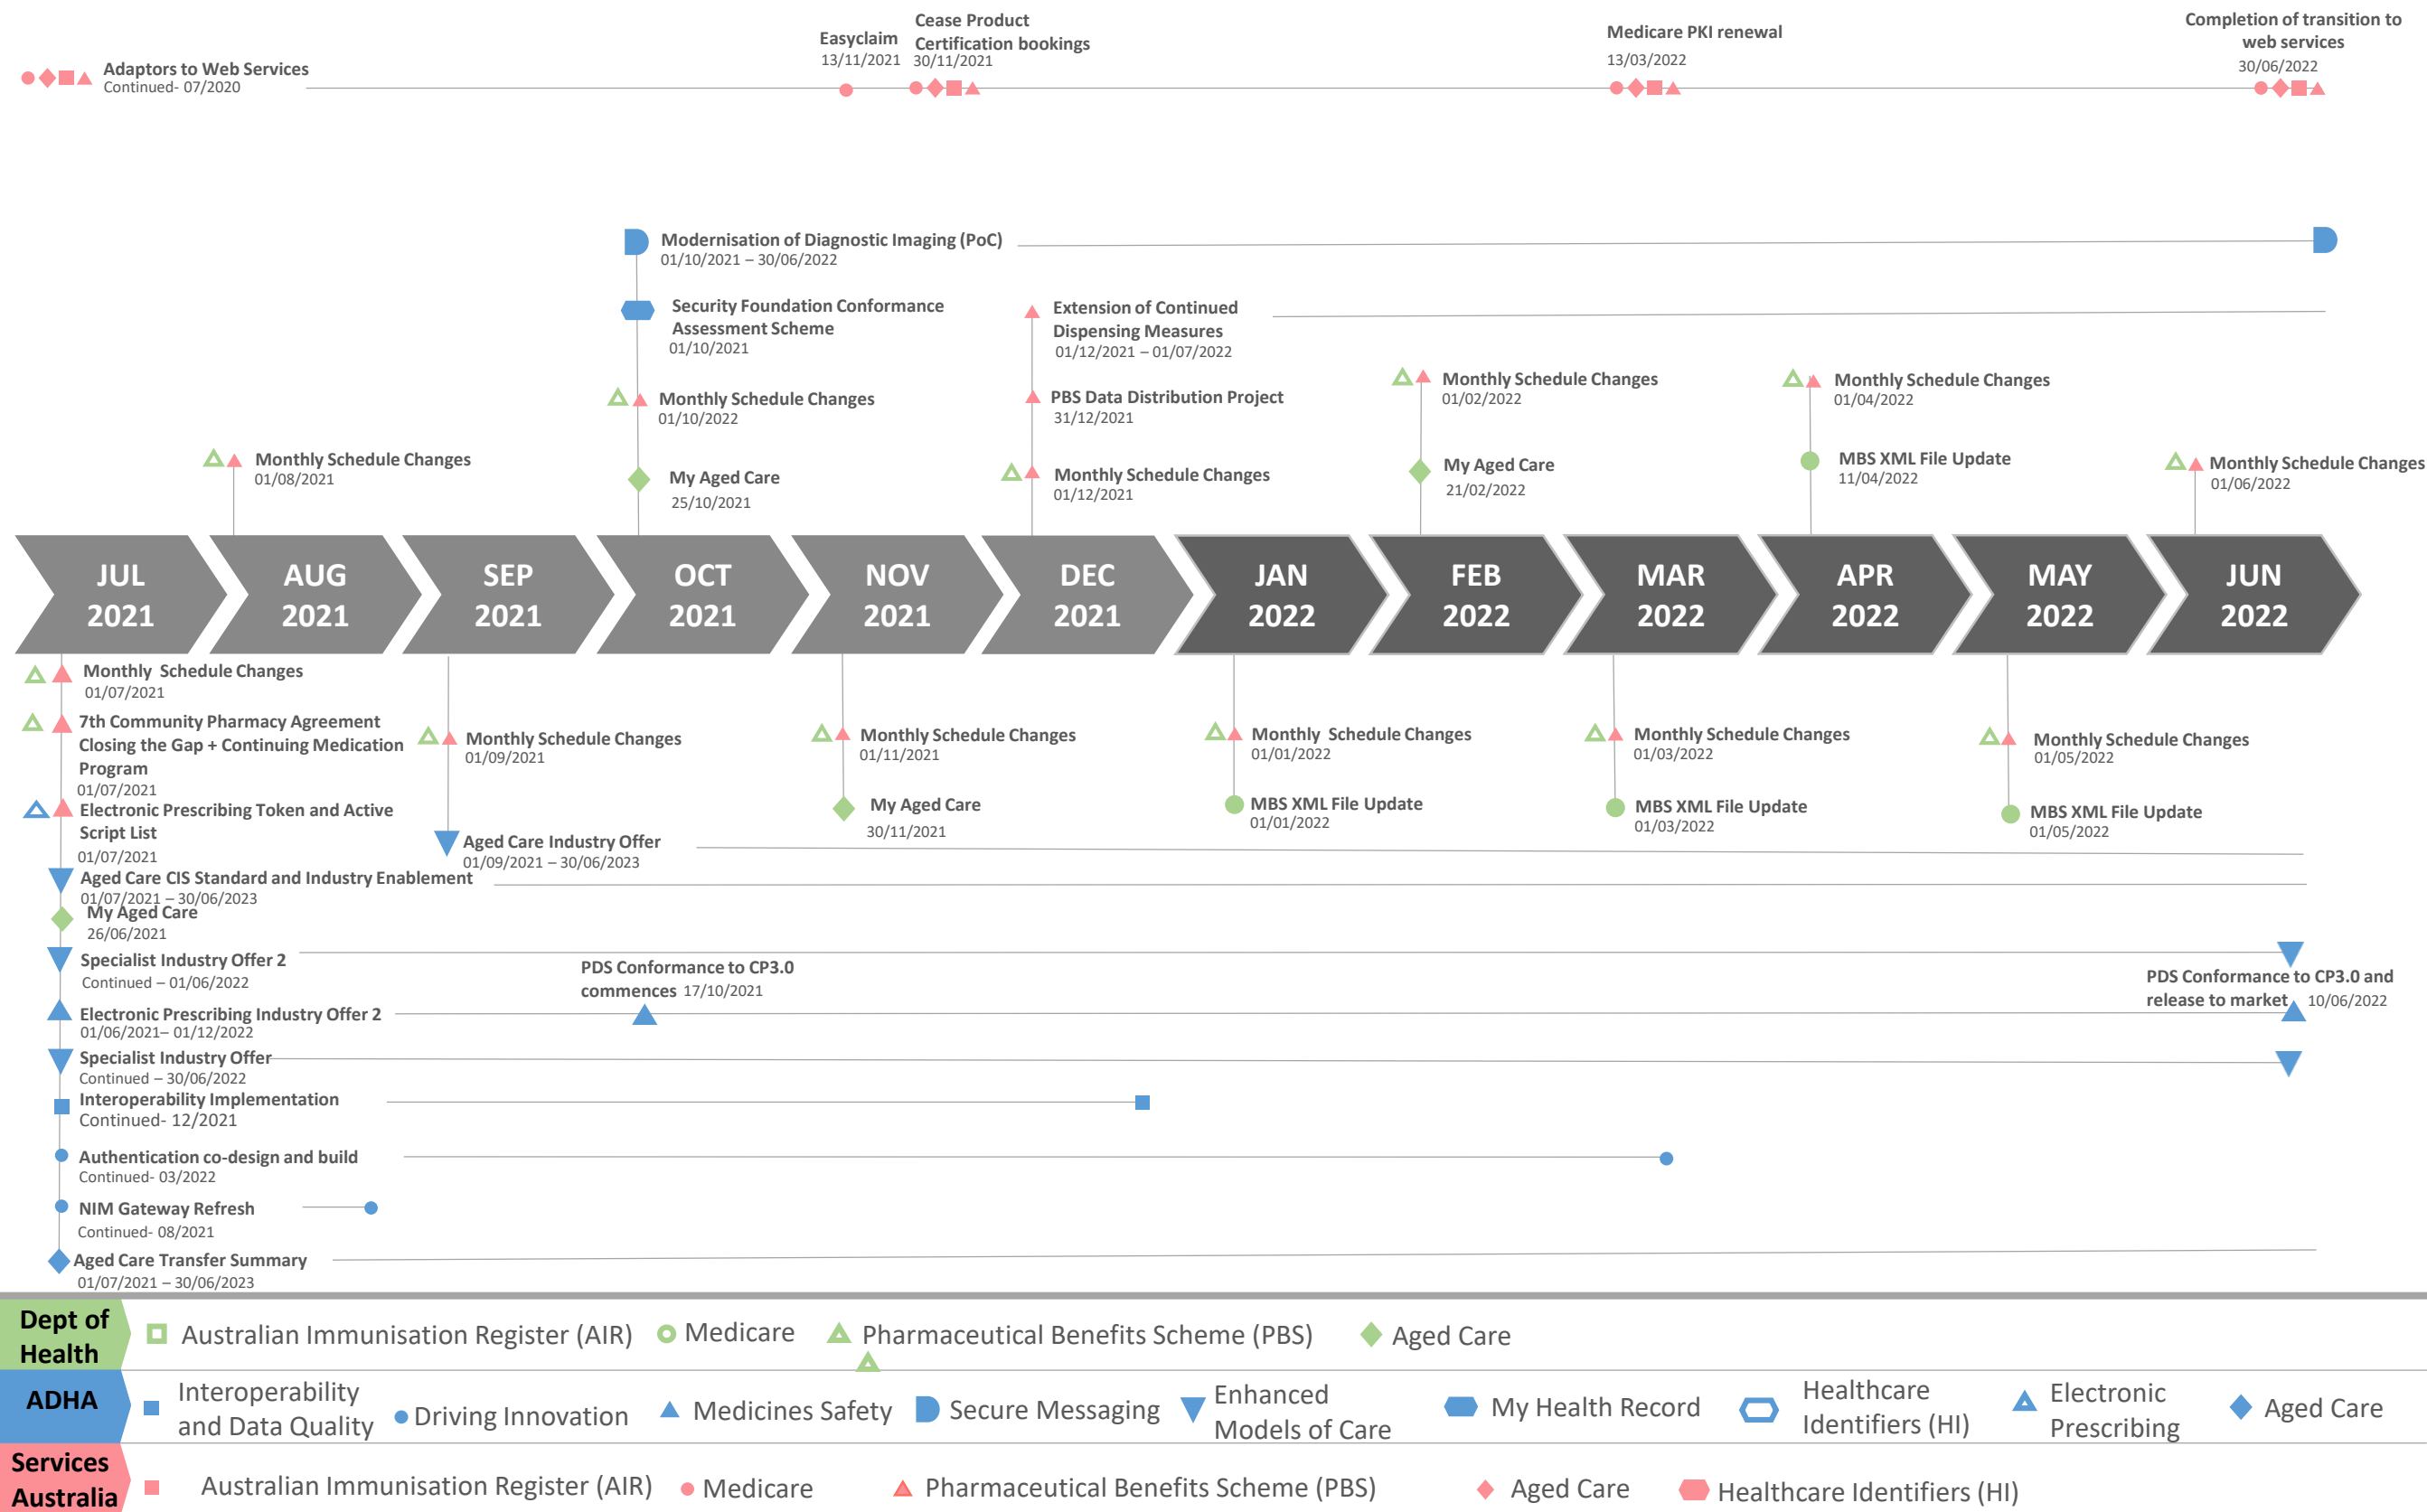 Adaptors to Web Services
Continued- 07/2020
Easyclaim
13/11/2021
Cease Product
Certification bookings
30/11/2021
Medicare PKI renewal
13/03/2022
Completion of transition to
web services
30/06/2022
Modernisation of Diagnostic Imaging (PoC)
01/10/2021 – 30/06/2022
Security Foundation Conformance
Assessment Scheme
01/10/2021
Monthly Schedule Changes
01/10/2022
My Aged Care
25/10/2021
Extension of Continued
Dispensing Measures
01/12/2021 – 01/07/2022
PBS Data Distribution Project
31/12/2021
Monthly Schedule Changes
01/12/2021
Monthly Schedule Changes
01/02/2022
My Aged Care
21/02/2022
Monthly Schedule Changes
01/04/2022
MBS XML File Update
11/04/2022
Monthly Schedule Changes
01/08/2021
Monthly Schedule Changes
01/06/2022
JUL
2021
AUG
2021
SEP
2021
OCT
2021
NOV
2021
DEC
2021
JAN
2022
FEB
2022
MAR
2022
APR
2022
MAY
2022
JUN
2022
Monthly Schedule Changes
01/07/2021
7th Community Pharmacy Agreement
Closing the Gap + Continuing Medication
Program
01/07/2021
Electronic Prescribing Token and Active
Script List
01/07/2021
Aged Care CIS Standard and Industry Enablement
01/07/2021 – 30/06/2023
My Aged Care
26/06/2021
Specialist Industry Offer 2
Continued – 01/06/2022
Electronic Prescribing Industry Offer 2
01/06/2021– 01/12/2022
Specialist Industry Offer
Continued – 30/06/2022
Interoperability Implementation
Continued- 12/2021
Authentication co-design and build
Continued- 03/2022
NIM Gateway Refresh
Continued- 08/2021
Aged Care Transfer Summary
01/07/2021 – 30/06/2023
Monthly Schedule Changes
01/09/2021
Aged Care Industry Offer
01/09/2021 – 30/06/2023
PDS Conformance to CP3.0
commences 17/10/2021
Monthly Schedule Changes
01/11/2021
My Aged Care
30/11/2021
Monthly Schedule Changes
01/01/2022
MBS XML File Update
01/01/2022
Monthly Schedule Changes
01/03/2022
MBS XML File Update
01/03/2022
Monthly Schedule Changes
01/05/2022
MBS XML File Update
01/05/2022
PDS Conformance to CP3.0 and
release to market 10/06/2022
Dept of
Health
Australian Immunisation Register (AIR)
Medicare
Pharmaceutical Benefits Scheme (PBS)
Aged Care
ADHA
Interoperability
and Data Quality
Driving Innovation
Medicines Safety
Secure Messaging
Enhanced
Models of Care
My Health Record
Healthcare
Identifiers (HI)
Electronic
Prescribing
Aged Care
Services
Australia
Australian Immunisation Register (AIR)
Medicare
Pharmaceutical Benefits Scheme (PBS)
Aged Care
Healthcare Identifiers (HI)